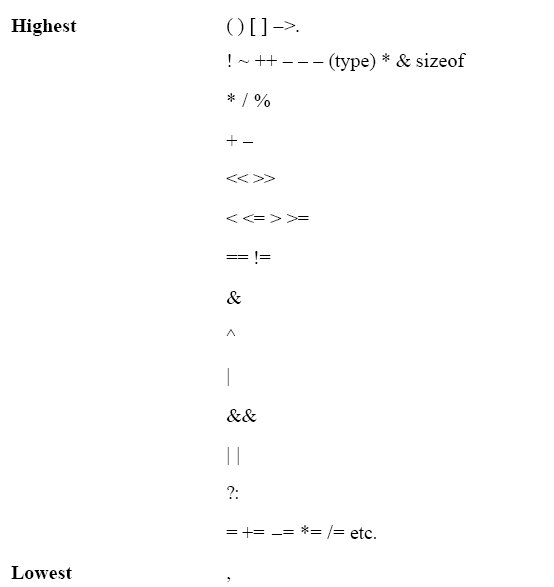 Highest ( ) [ ] –>.
! ~ ++ – – – (type) * & sizeof
* / %
+ –
<< >>
< <= > >=
== !=
&
^
|
&&
| |
?:
= += –= *= /= etc.
Lowest ,